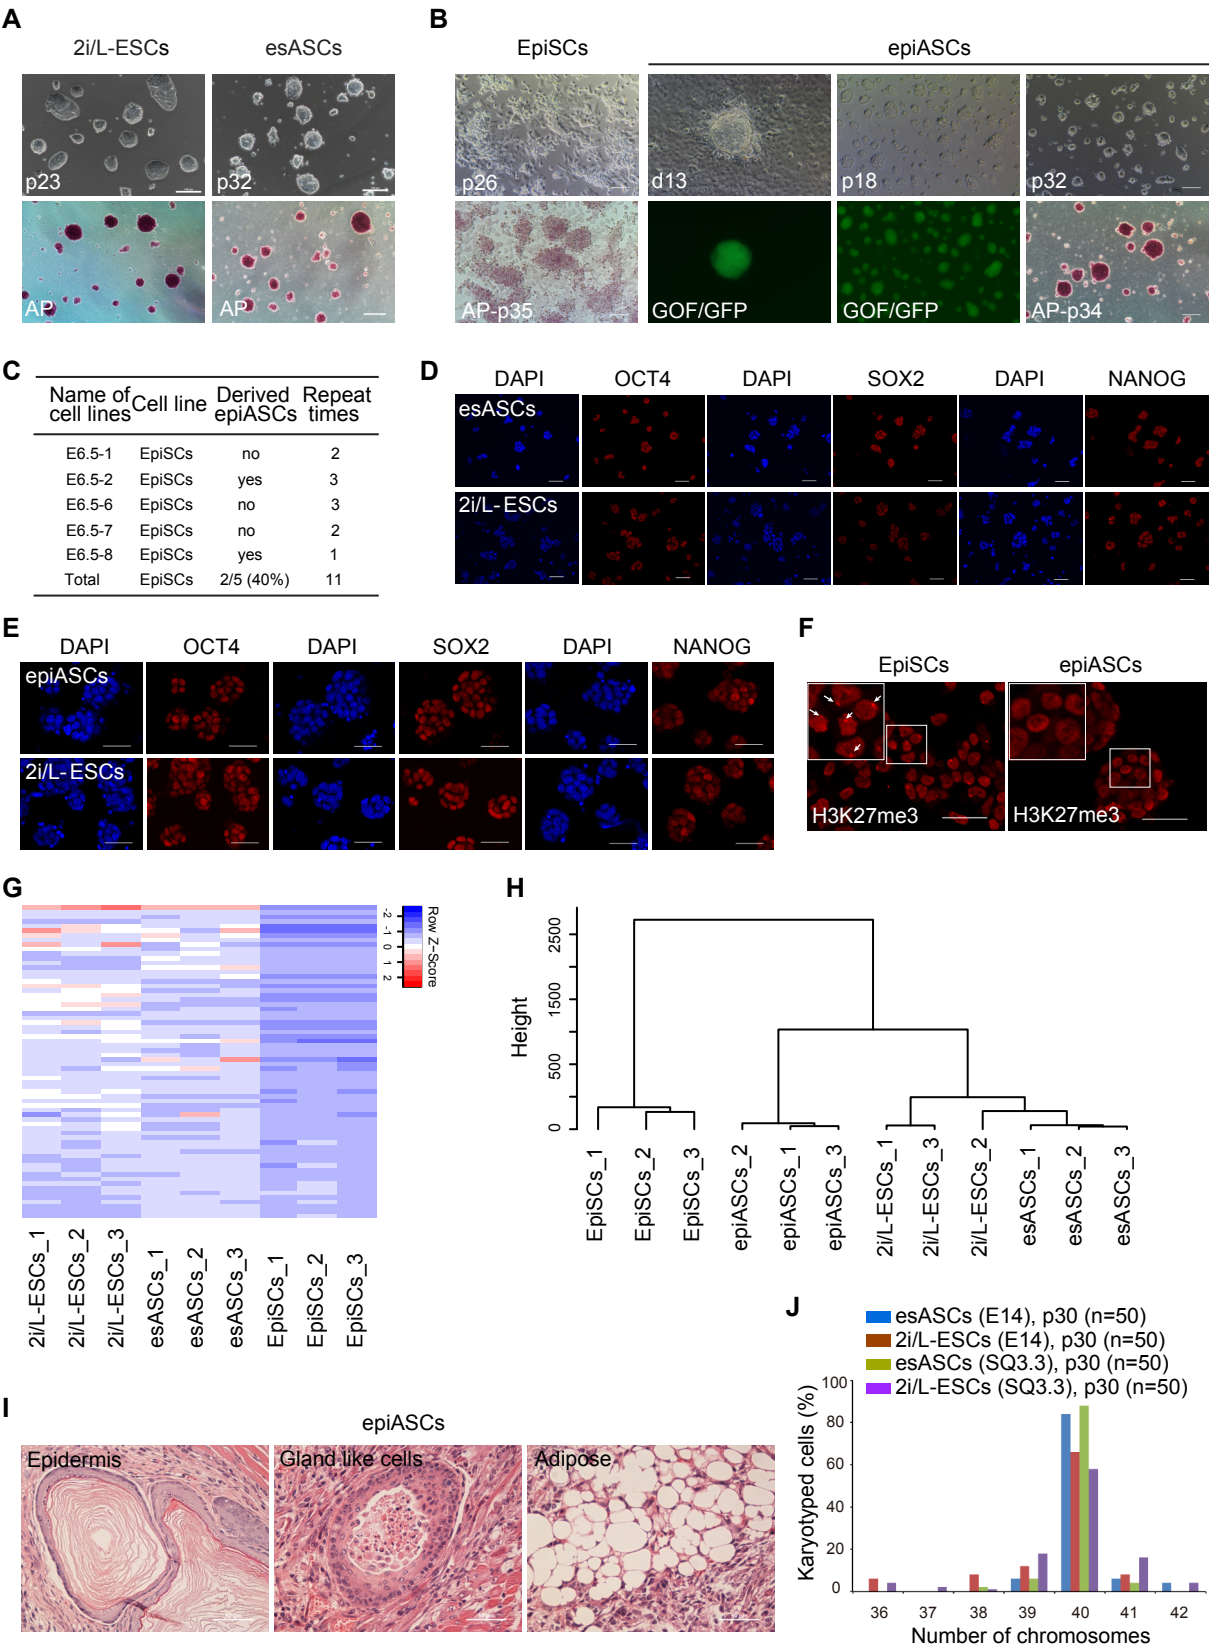 A
2i/L-ESCs
esASCs
p23
p32
AP
AP
B
EpiSCs
epiASCs
p26
d13
p18
p32
AP-p35
GOF/GFP
GOF/GFP
AP-p34
C
Name of cell lines Cell line Derived epiASCs Repeat times
E6.5-1 EpiSCs no 2
E6.5-2 EpiSCs yes 3
E6.5-6 EpiSCs no 3
E6.5-7 EpiSCs no 2
E6.5-8 EpiSCs yes 1
Total EpiSCs 2/5 (40%) 11
D
DAPI OCT4 DAPI SOX2 DAPI NANOG
esASCs
2i/L-ESCs
E
DAPI OCT4 DAPI SOX2 DAPI NANOG
epiASCs
2i/L-ESCs
F
EpiSCs
epiASCs
H3K27me3
H3K27me3
G
Row Z-Score
-2 -1 0 1 2
2i/L-ESCs_1
2i/L-ESCs_2
2i/L-ESCs_3
esASCs_1
esASCs_2
esASCs_3
EpiSCs_1
EpiSCs_2
EpiSCs_3
H
Height
2500
1500
500
0
EpiSCs_1
EpiSCs_2
EpiSCs_3
epiASCs_2
epiASCs_1
epiASCs_3
2i/L-ESCs_1
2i/L-ESCs_3
2i/L-ESCs_2
esASCs_1
esASCs_2
esASCs_3
I
epiASCs
Epidermis
Gland like cells
Adipose
J
esASCs (E14), p30 (n=50)
2i/L-ESCs (E14), p30 (n=50)
esASCs (SQ3.3), p30 (n=50)
2i/L-ESCs (SQ3.3), p30 (n=50)
Karyotyped cells (%)
100
80
60
40
20
0
36 37 38 39 40 41 42
Number of chromosomes